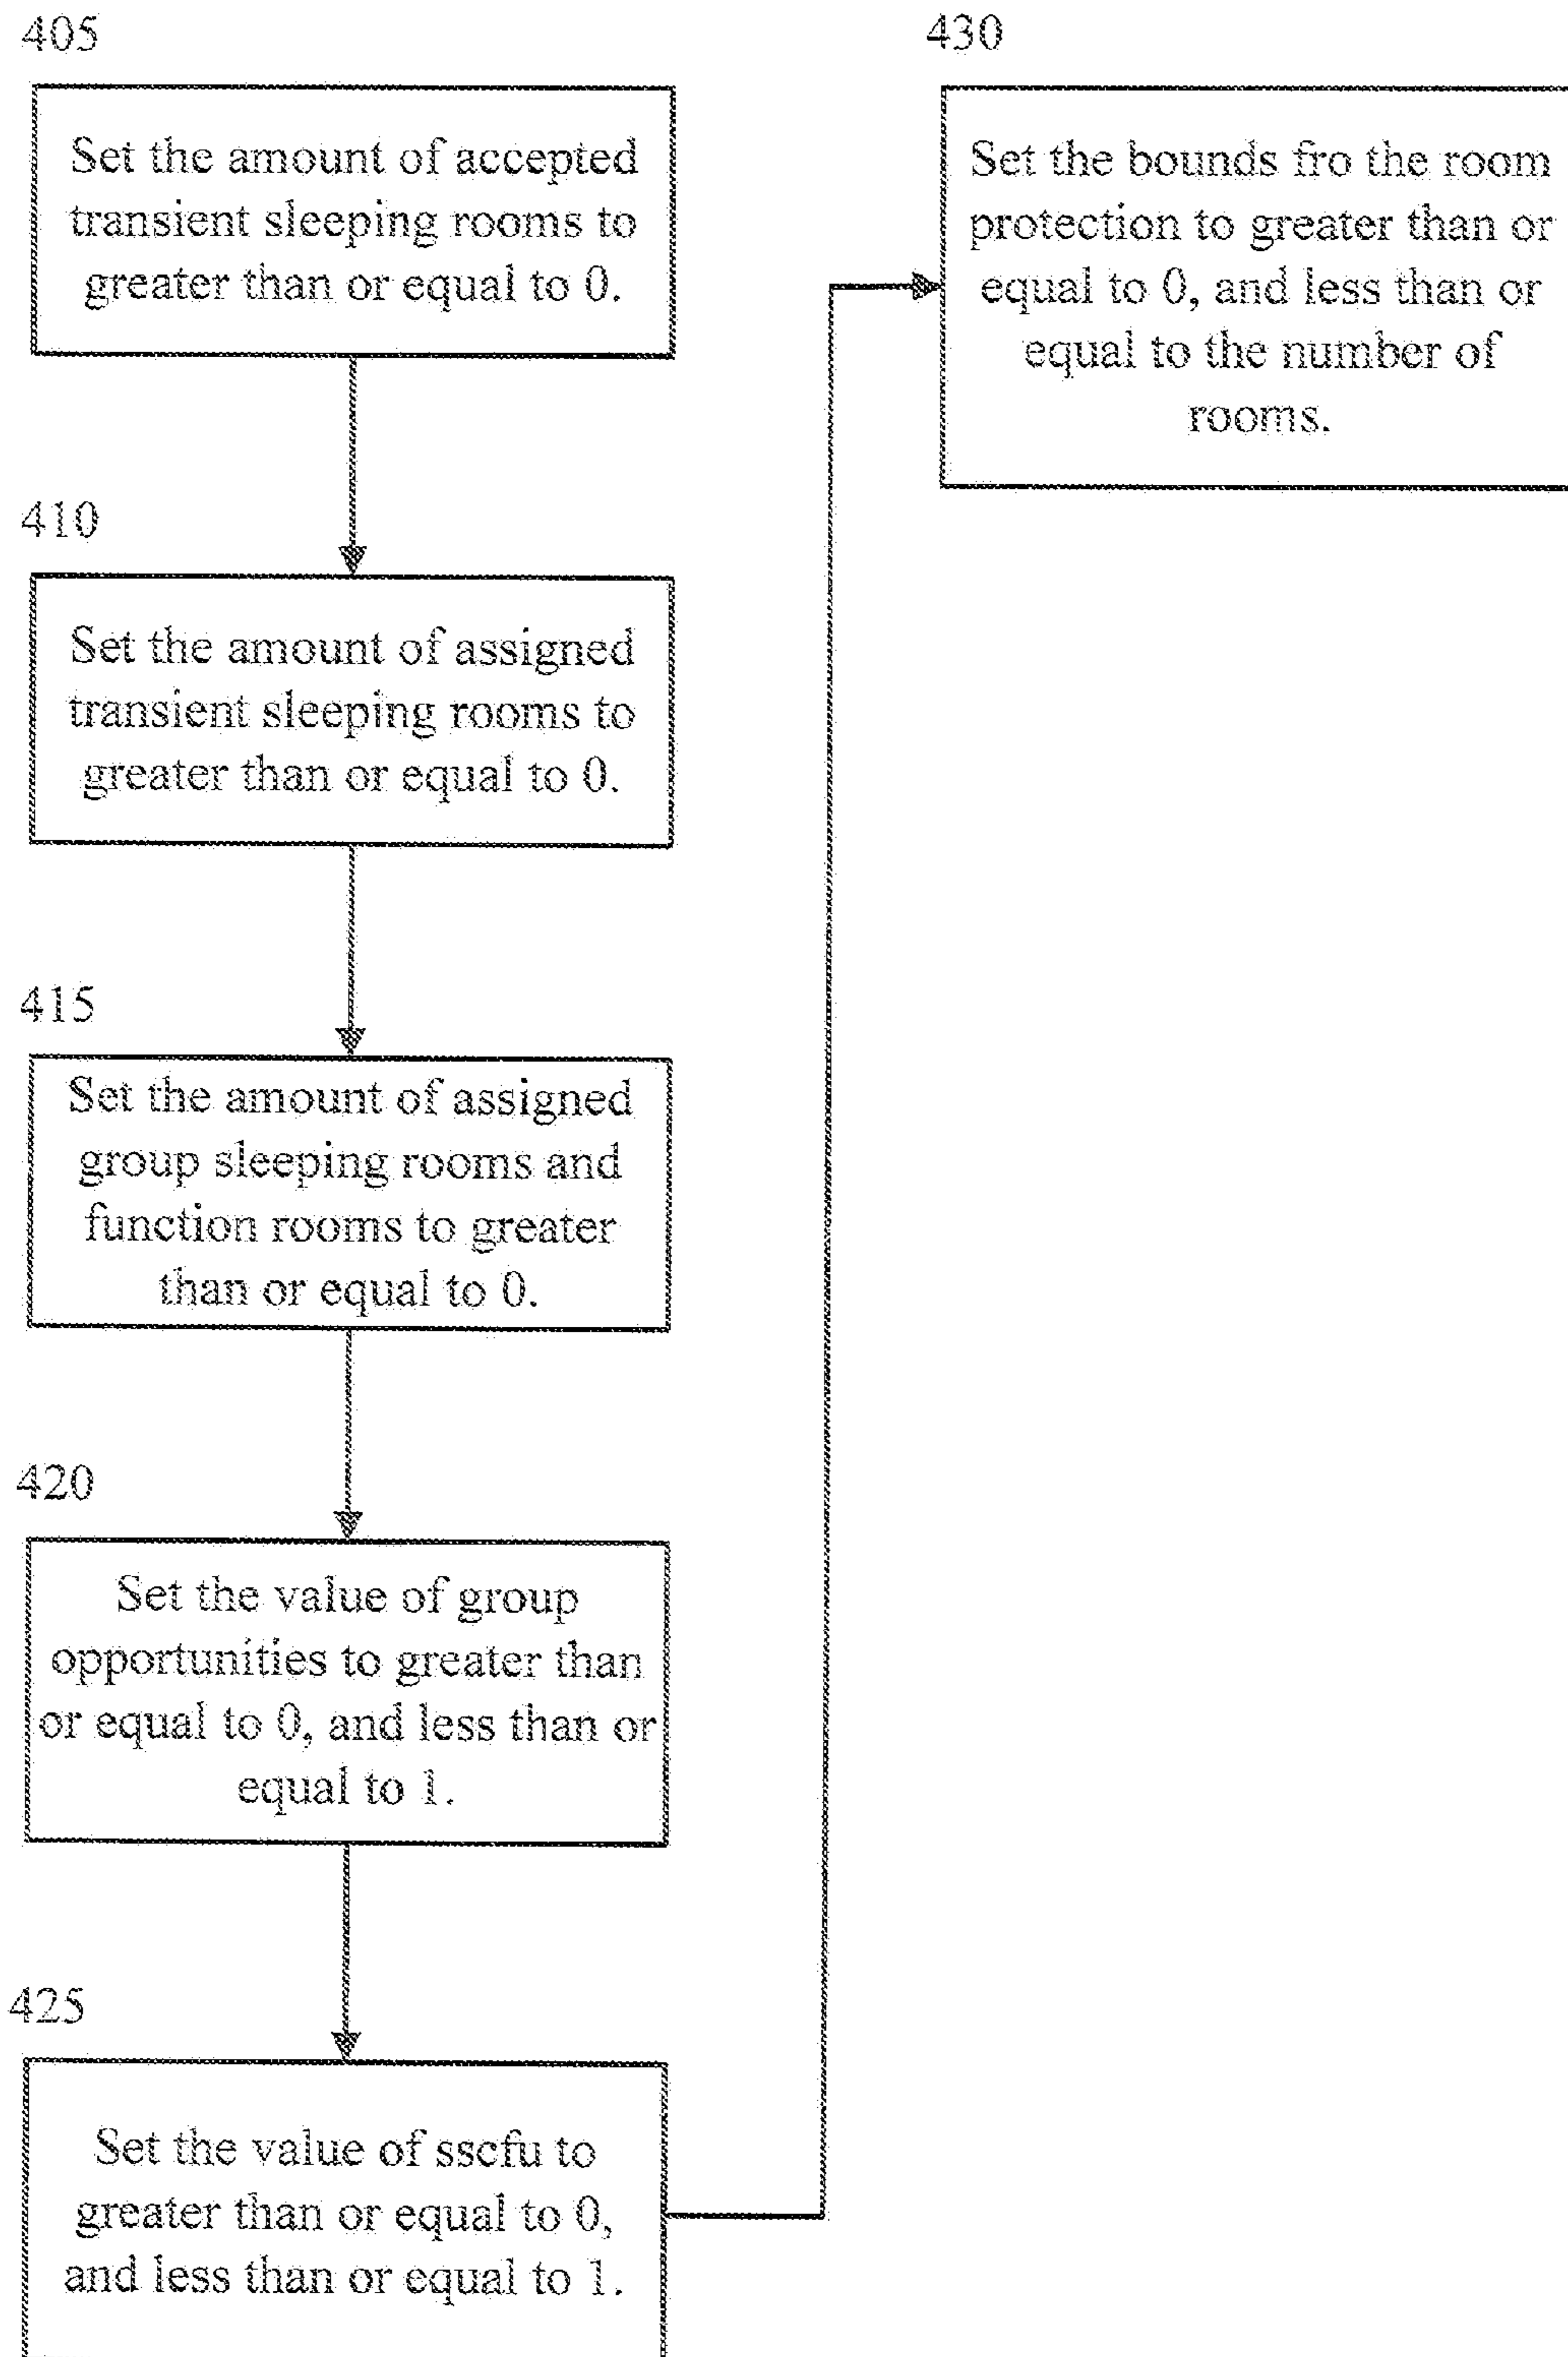 405
Set the amount of accepted
transient sleeping rooms to
greater than or equal to 0.
410
Set the amount of assigned
transient sleeping rooms to
greater than or equal to 0.
415
Set the amount of assigned
group sleeping rooms and
function rooms to greater
than or equal to 0.
420
Set the value of group
opportunities to greater than
or equal to 0, and less than or
equal to 1.
425
Set the value of sscfu to
greater than or equal to 0,
and less than or equal to 1.
430
Set the bounds fro the room
protection to greater than or
equal to 0, and less than or
equal to the number of
rooms.